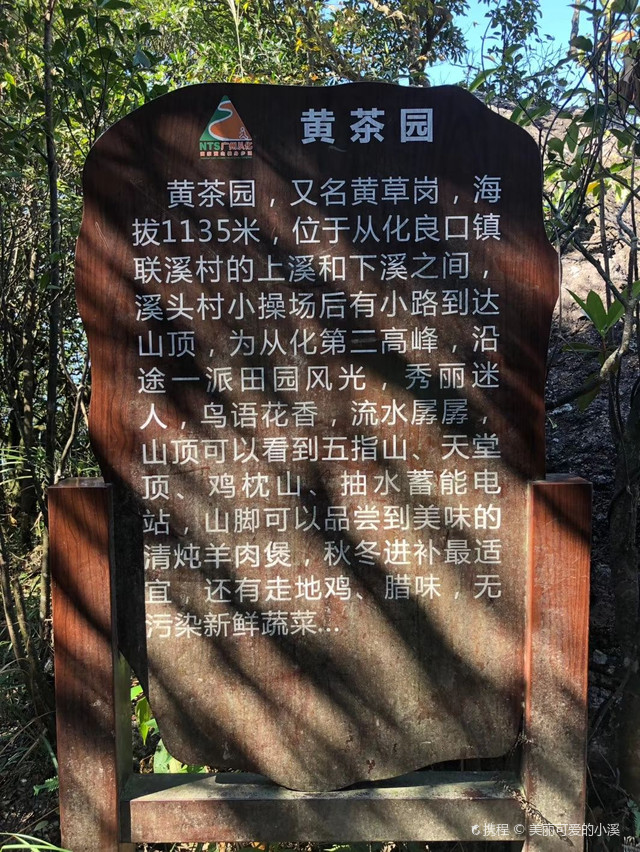 黄茶园
NTS广州从化
黄茶园，又名黄草岗，海
拔1135米，位于从化良口镇
联溪村的上溪和下溪之间，
溪头村小操场后有小路到达
山顶，为从化第二高峰，沿
途一派田园风光，秀丽迷
人，鸟语花香，流水孱孱，
山顶可以看到五指山、天堂
顶、鸡枕山、抽水蓄能电
站，山脚可以品尝到美味的
清炖羊肉煲，秋冬进补最适
宜，还有走地鸡、腊味，无
污染新鲜蔬菜...
携程 © 美丽可爱的小溪